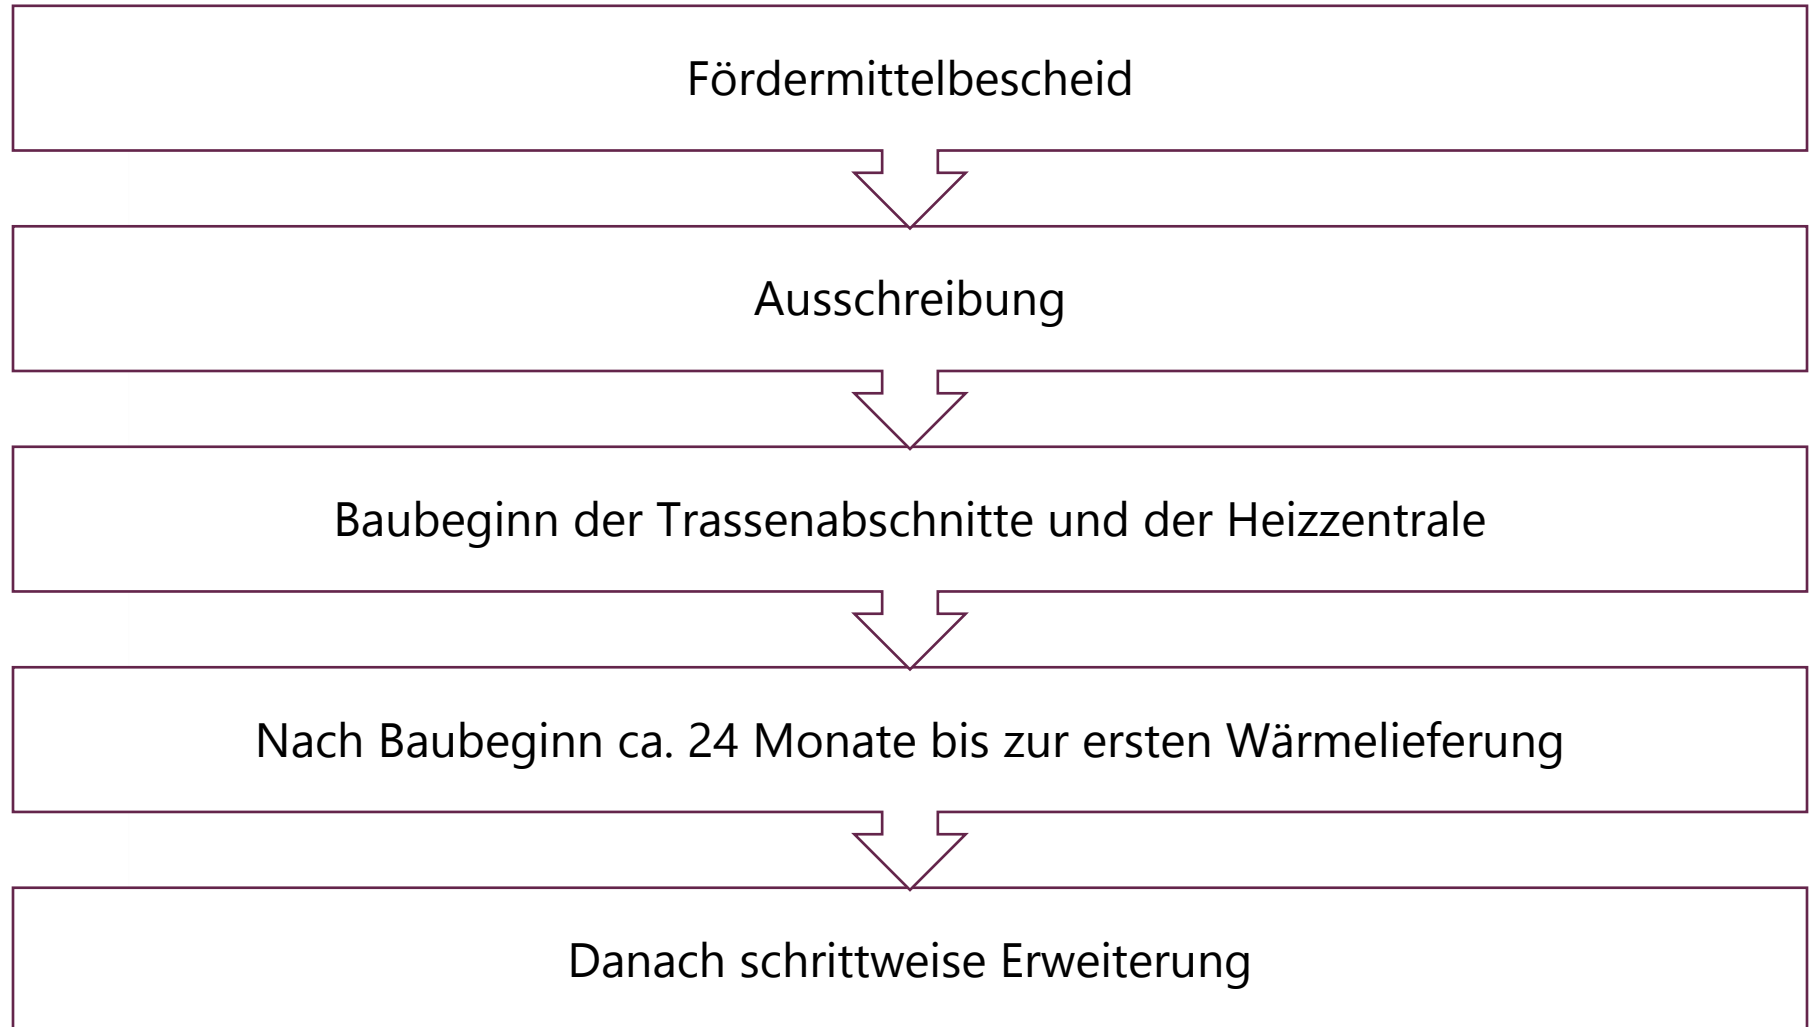 Fördermittelbescheid
Ausschreibung
Baubeginn der Trassenabschnitte und der Heizzentrale
Nach Baubeginn ca. 24 Monate bis zur ersten Wärmelieferung
Danach schrittweise Erweiterung